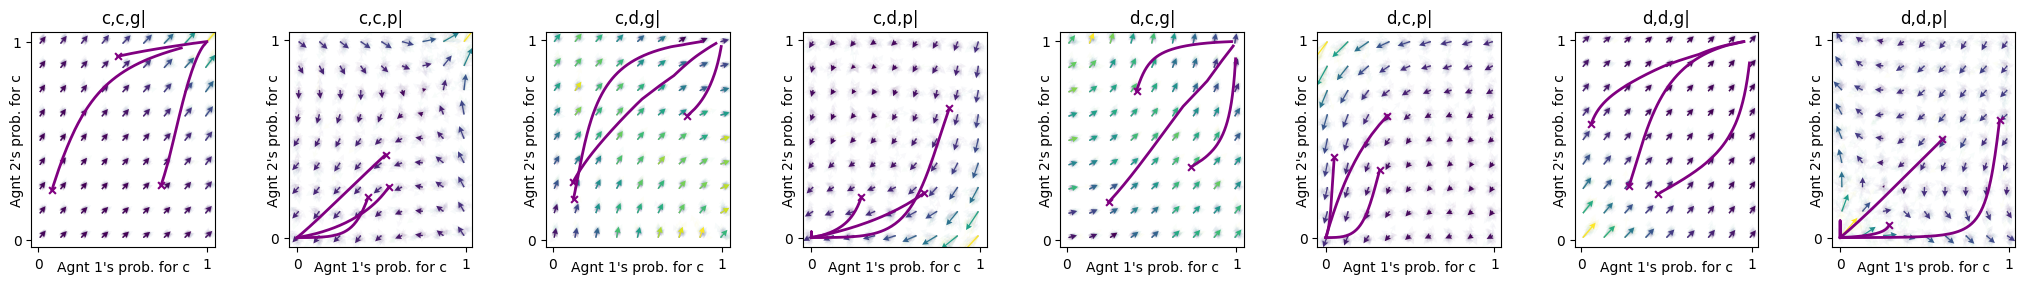 c,c,g|
c,c,p|
c,d,g|
c,d,p|
d,c,g|
d,c,p|
d,d,g|
d,d,p|
Agnt 2's prob. for c
1
0
0
1
Agnt 1's prob. for c
Agnt 2's prob. for c
1
0
0
1
Agnt 1's prob. for c
Agnt 2's prob. for c
1
0
0
1
Agnt 1's prob. for c
Agnt 2's prob. for c
1
0
0
1
Agnt 1's prob. for c
Agnt 2's prob. for c
1
0
0
1
Agnt 1's prob. for c
Agnt 2's prob. for c
1
0
0
1
Agnt 1's prob. for c
Agnt 2's prob. for c
1
0
0
1
Agnt 1's prob. for c
Agnt 2's prob. for c
1
0
0
1
Agnt 1's prob. for c